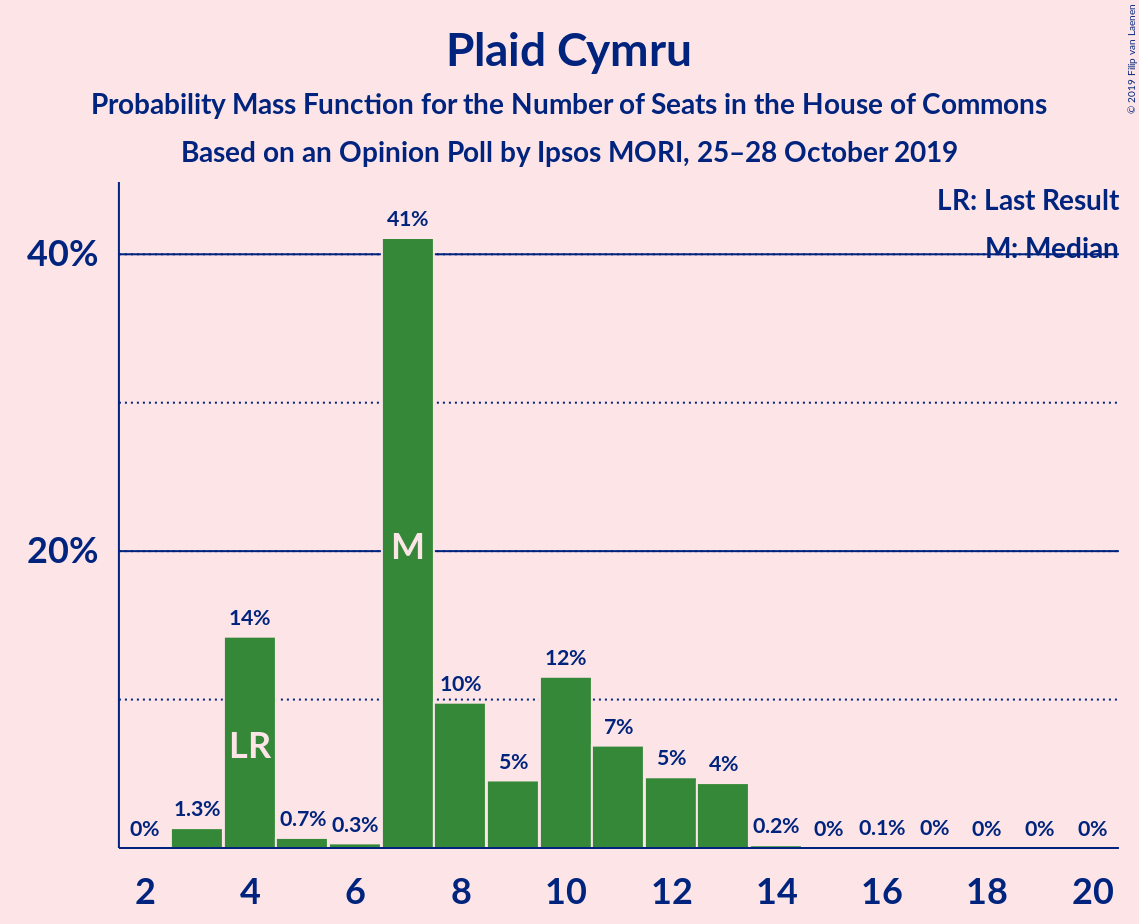 Plaid Cymru
Probability Mass Function for the Number of Seats in the House of Commons
Based on an Opinion Poll by Ipsos MORI, 25–28 October 2019
© 2019 Filip van Laenen
LR: Last Result
M: Median
40%
20%
0%
1.3%
14%
0.7%
0.3%
41%
10%
5%
12%
7%
5%
4%
0.2%
0%
0.1%
0%
0%
0%
0%
LR
M
2 4 6 8 10 12 14 16 18 20